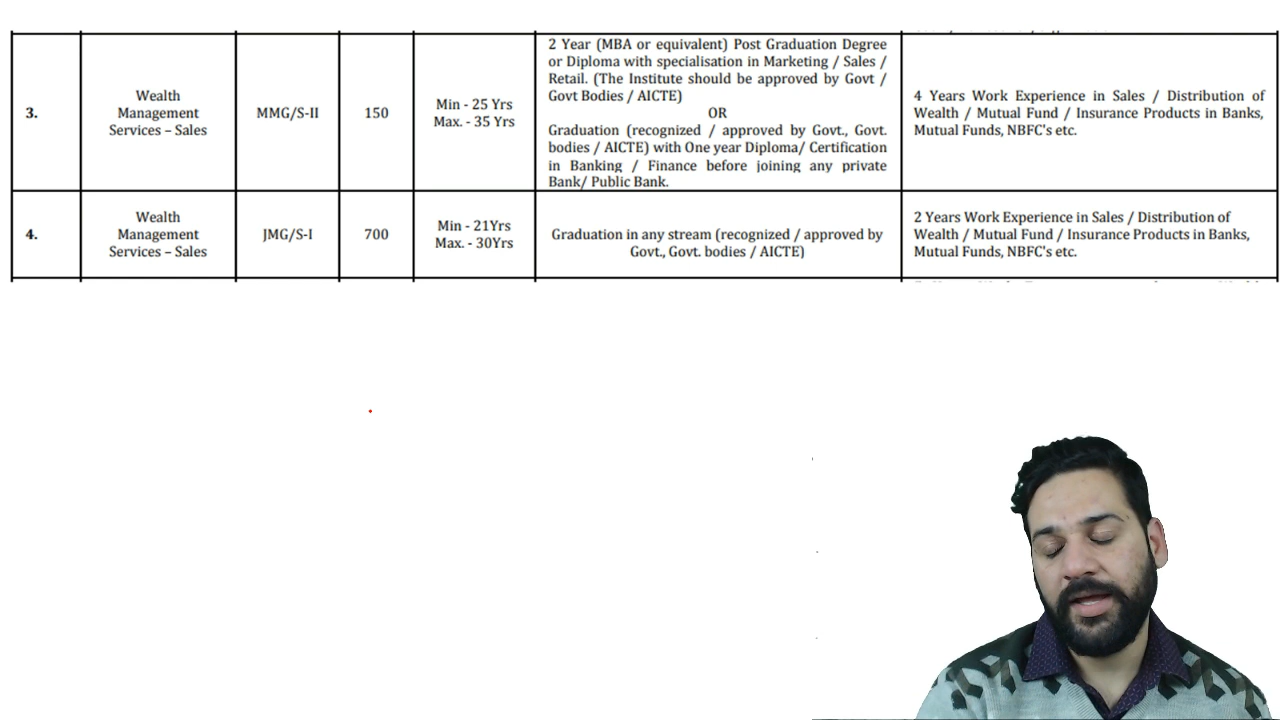 3.
Wealth
Management
Services – Sales
MMG/S-II
150
Min - 25 Yrs
Max. - 35 Yrs
2 Year (MBA or equivalent) Post Graduation Degree
or Diploma with specialisation in Marketing / Sales /
Retail. (The Institute should be approved by Govt /
Govt Bodies / AICTE)
OR
Graduation (recognized / approved by Govt., Govt.
bodies / AICTE) with One year Diploma/ Certification
in Banking / Finance before joining any private
Bank/ Public Bank.
4 Years Work Experience in Sales / Distribution of
Wealth / Mutual Fund / Insurance Products in Banks,
Mutual Funds, NBFC's etc.
4.
Wealth
Management
Services – Sales
JMG/S-I
700
Min - 21Yrs
Max. - 30Yrs
Graduation in any stream (recognized / approved by
Govt., Govt. bodies / AICTE)
2 Years Work Experience in Sales / Distribution of
Wealth / Mutual Fund / Insurance Products in Banks,
Mutual Funds, NBFC's etc.